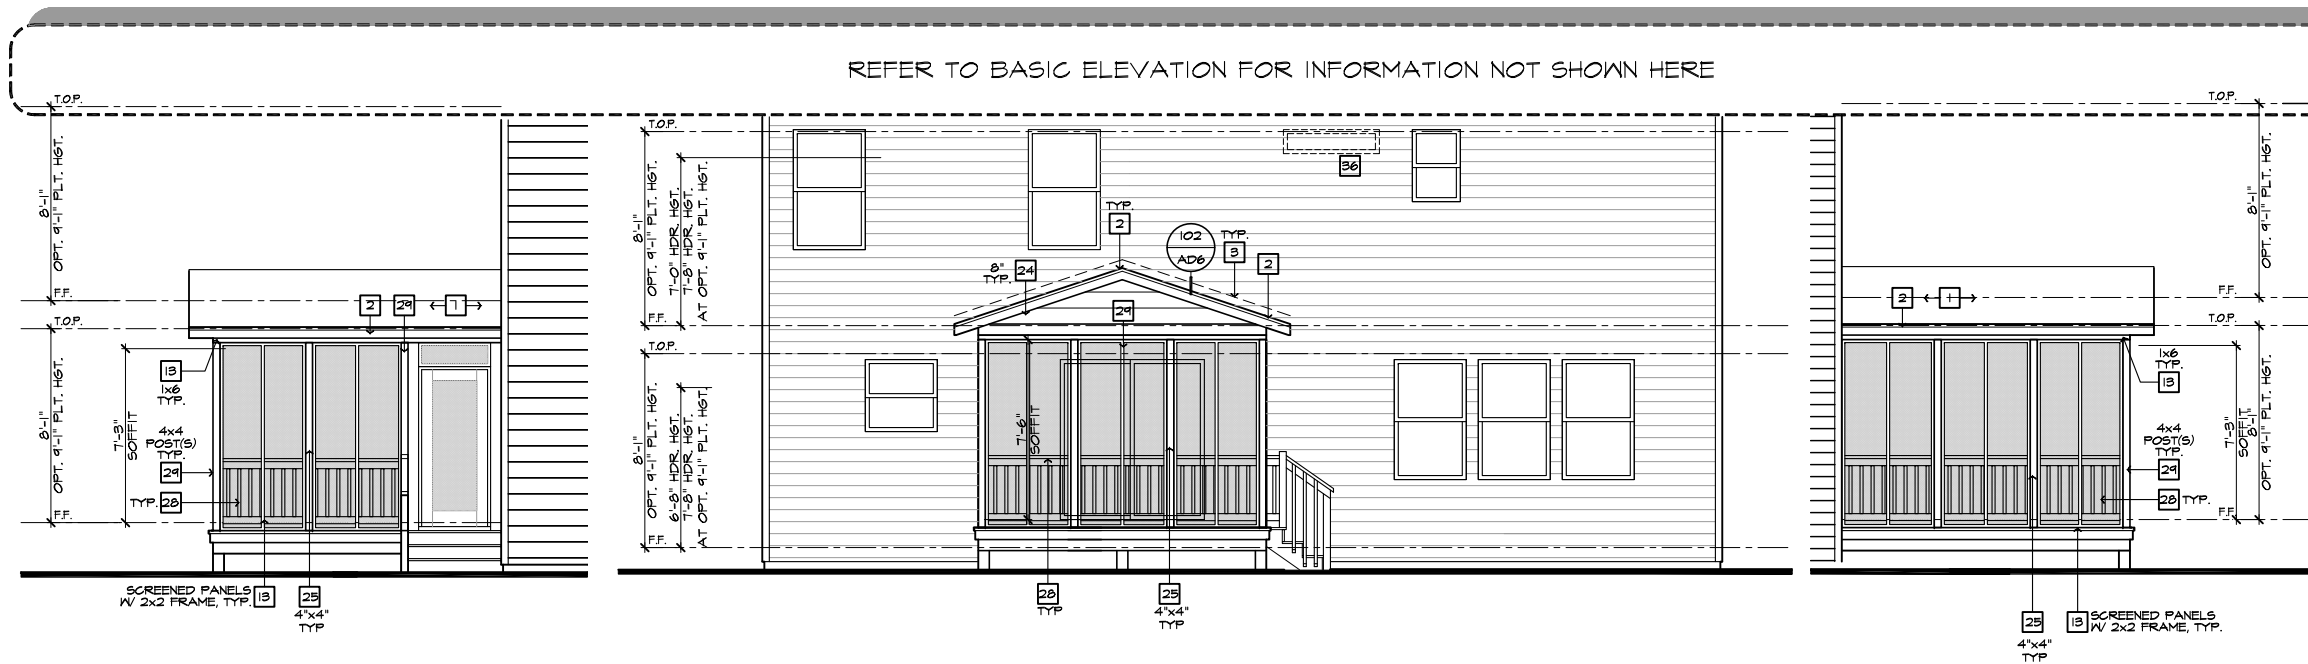 REFER TO BASIC ELEVATION FOR INFORMATION NOT SHOWN HERE
T.O.P.
8'-1"
OPT. 9'-1" PLT. HGT.
F.F.
T.O.P.
8'-1"
OPT. 9'-1" PLT. HGT.
F.F.
7'-3"
SOFFIT
2
29
7
13
1x6
TYP.
4x4
POST(S)
TYP.
29
TYP. 28
SCREENED PANELS
W/ 2x2 FRAME, TYP.
13
25
4"x4"
TYP
T.O.P.
8'-1"
OPT. 9'-1" PLT. HGT.
7'-0" HDR. HGT.
7'-8" HDR. HGT.
AT OPT. 9'-1" PLT. HGT.
F.F.
T.O.P.
8'-1"
OPT. 9'-1" PLT. HGT.
6'-8" HDR. HGT.
7'-8" HDR. HGT.
AT OPT. 9'-1" PLT. HGT.
F.F.
36
TYP.
2
102
AD6
TYP.
3
2
8"
TYP.
24
29
7'-6"
SOFFIT
28
TYP
25
4"x4"
TYP
T.O.P.
8'-1"
OPT. 9'-1" PLT. HGT.
F.F.
2
1
T.O.P.
1x6
TYP.
13
4x4
POST(S)
TYP.
29
28 TYP.
7'-3"
SOFFIT
8'-1"
OPT. 9'-1" PLT. HGT.
F.F.
25
4"x4"
TYP
13
SCREENED PANELS
W/ 2x2 FRAME, TYP.